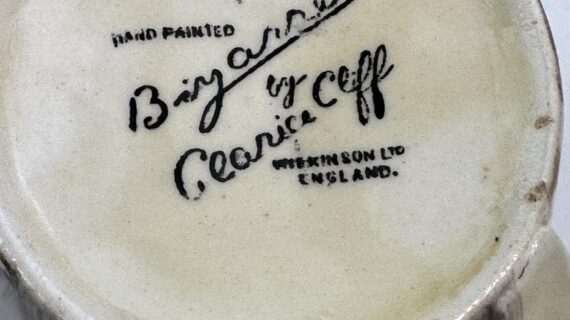 HAND PAINTED
Bizarre
by
Clarice Cliff
WILKINSON LTD
ENGLAND.